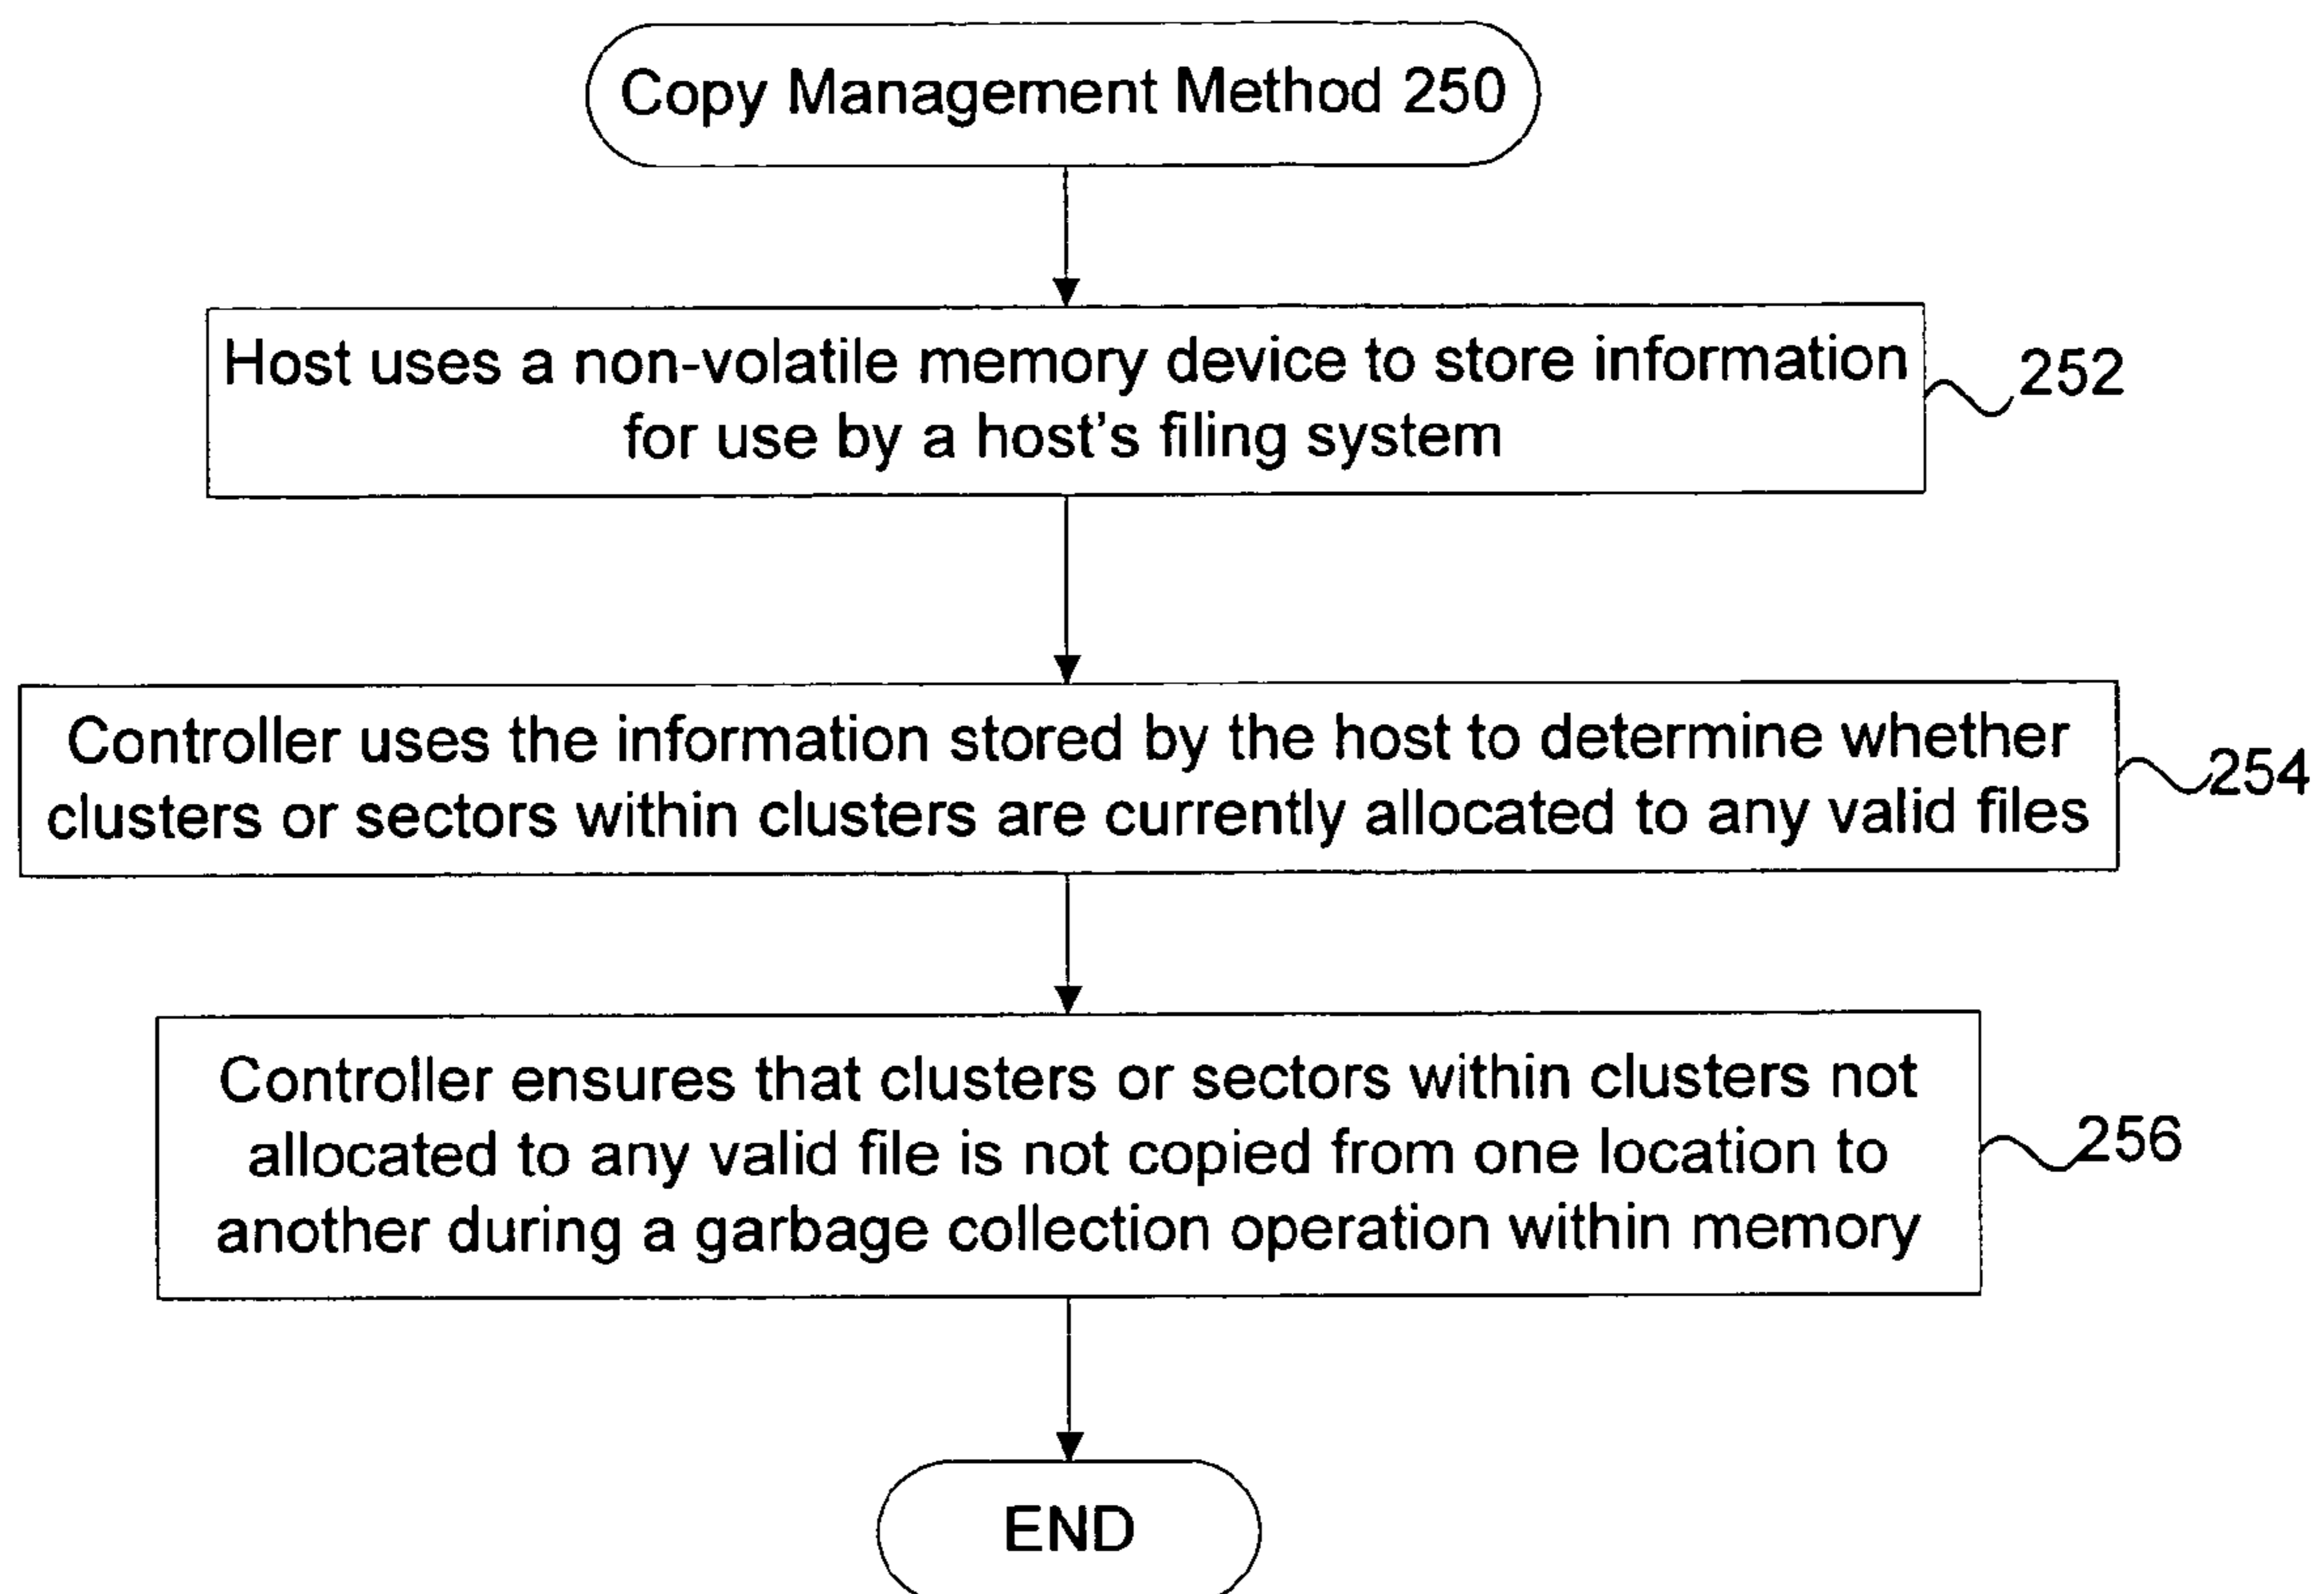 Copy Management Method 250
Host uses a non-volatile memory device to store information
for use by a host's filing system
252
Controller uses the information stored by the host to determine whether
clusters or sectors within clusters are currently allocated to any valid files
254
Controller ensures that clusters or sectors within clusters not
allocated to any valid file is not copied from one location to
another during a garbage collection operation within memory
256
END